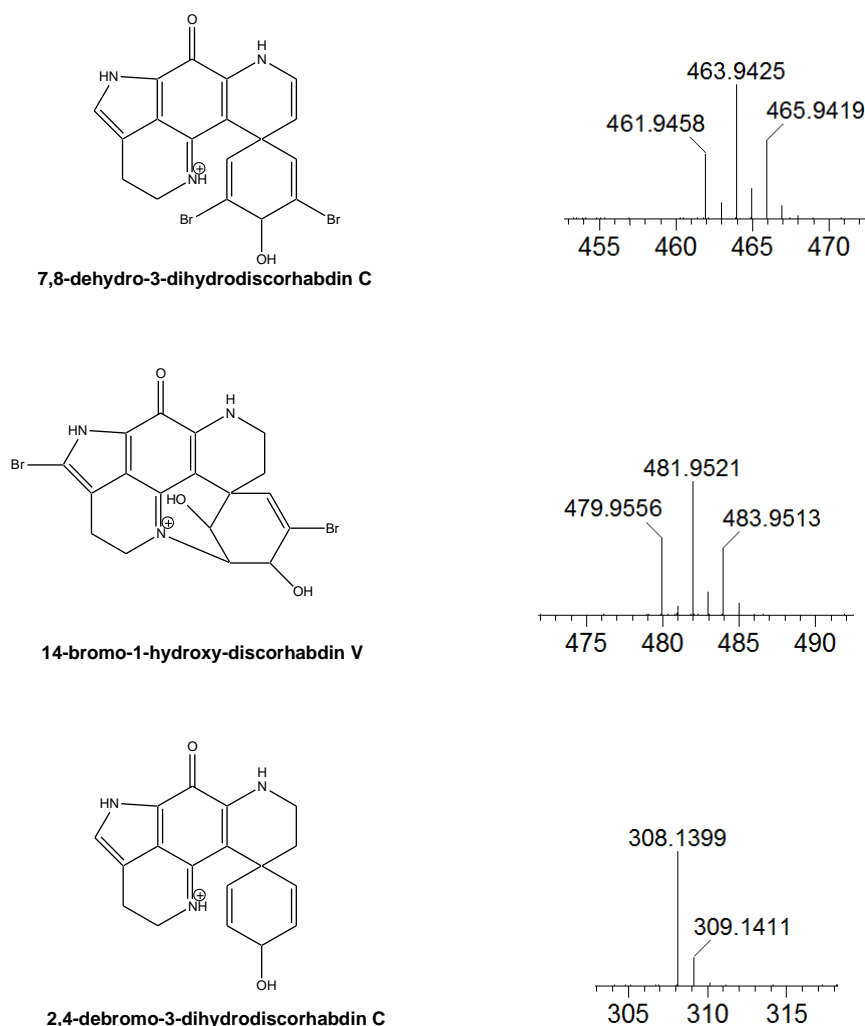 O
H
N
HN
⊕
NH
Br
Br
OH
7,8-dehydro-3-dihydrodiscorhabdin C
463.9425
461.9458
465.9419
455 460 465 470
O
H
N
HN
Br
HO
⊕
N
Br
OH
14-bromo-1-hydroxy-discorhabdin V
481.9521
479.9556
483.9513
475 480 485 490
O
H
N
HN
⊕
NH
OH
2,4-debromo-3-dihydrodiscorhabdin C
308.1399
309.1411
305 310 315